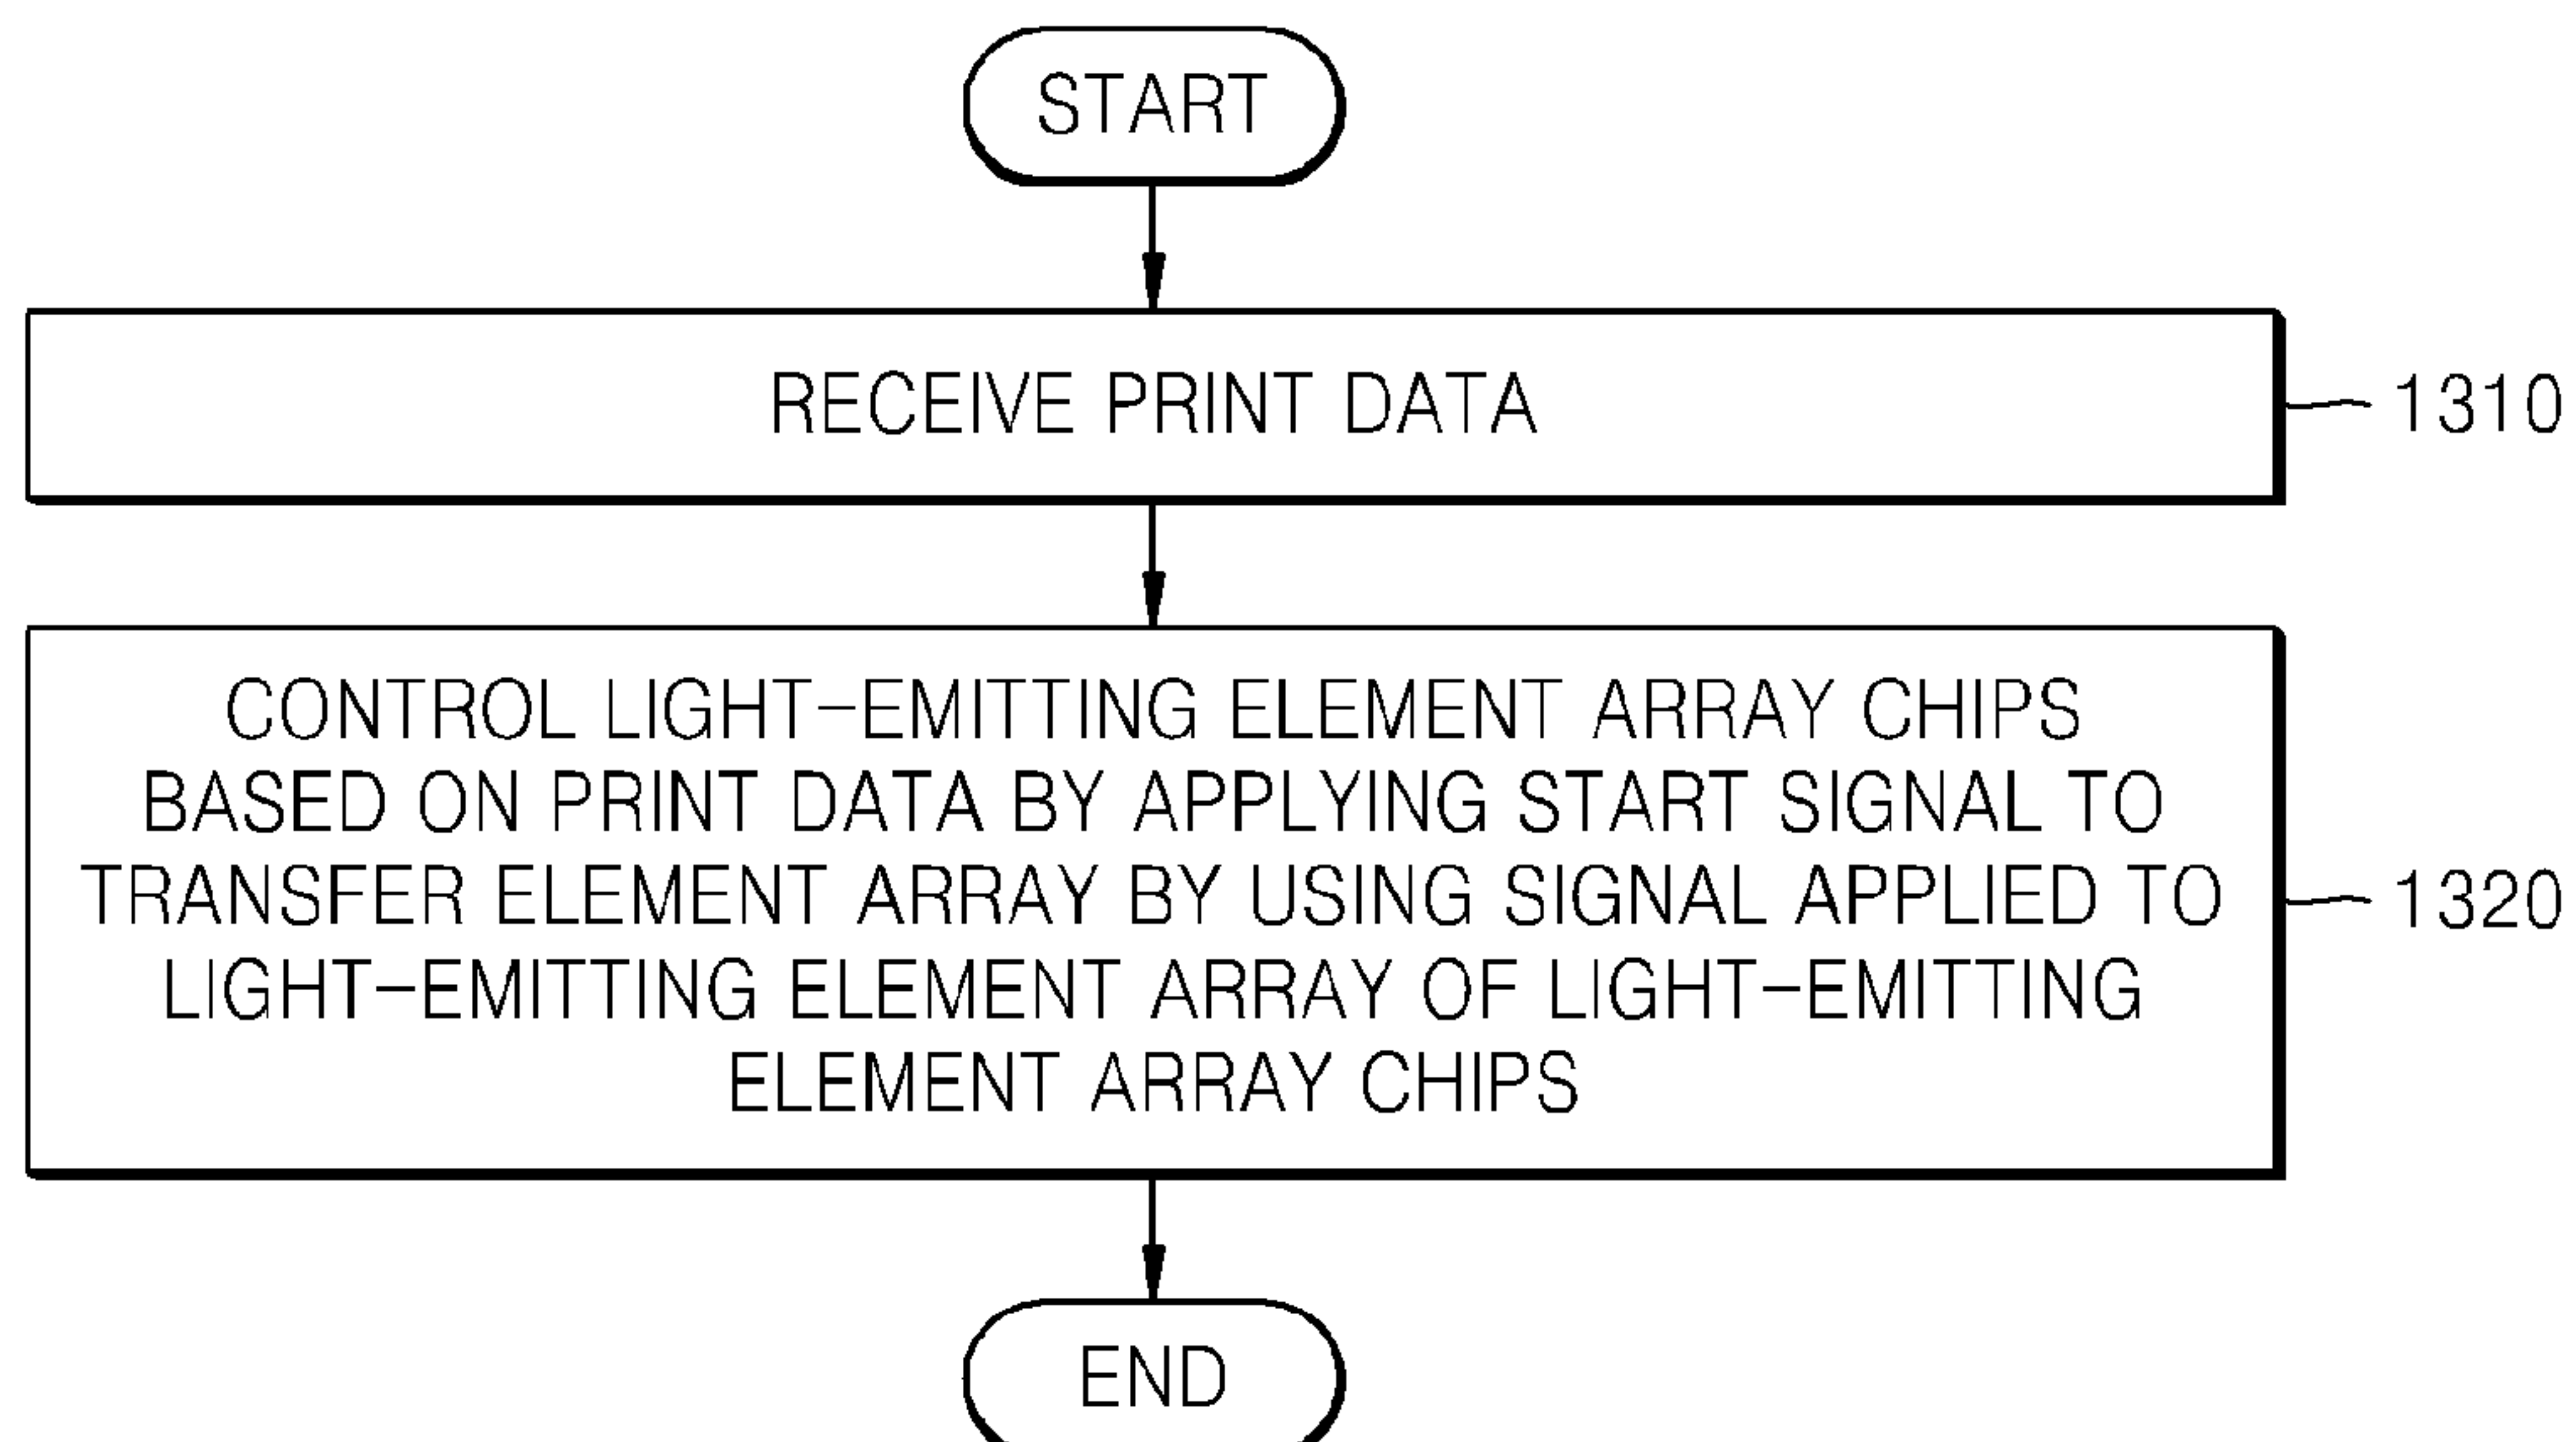 START
RECEIVE PRINT DATA
1310
CONTROL LIGHT-EMITTING ELEMENT ARRAY CHIPS
BASED ON PRINT DATA BY APPLYING START SIGNAL TO
TRANSFER ELEMENT ARRAY BY USING SIGNAL APPLIED TO
LIGHT-EMITTING ELEMENT ARRAY OF LIGHT-EMITTING
ELEMENT ARRAY CHIPS
1320
END